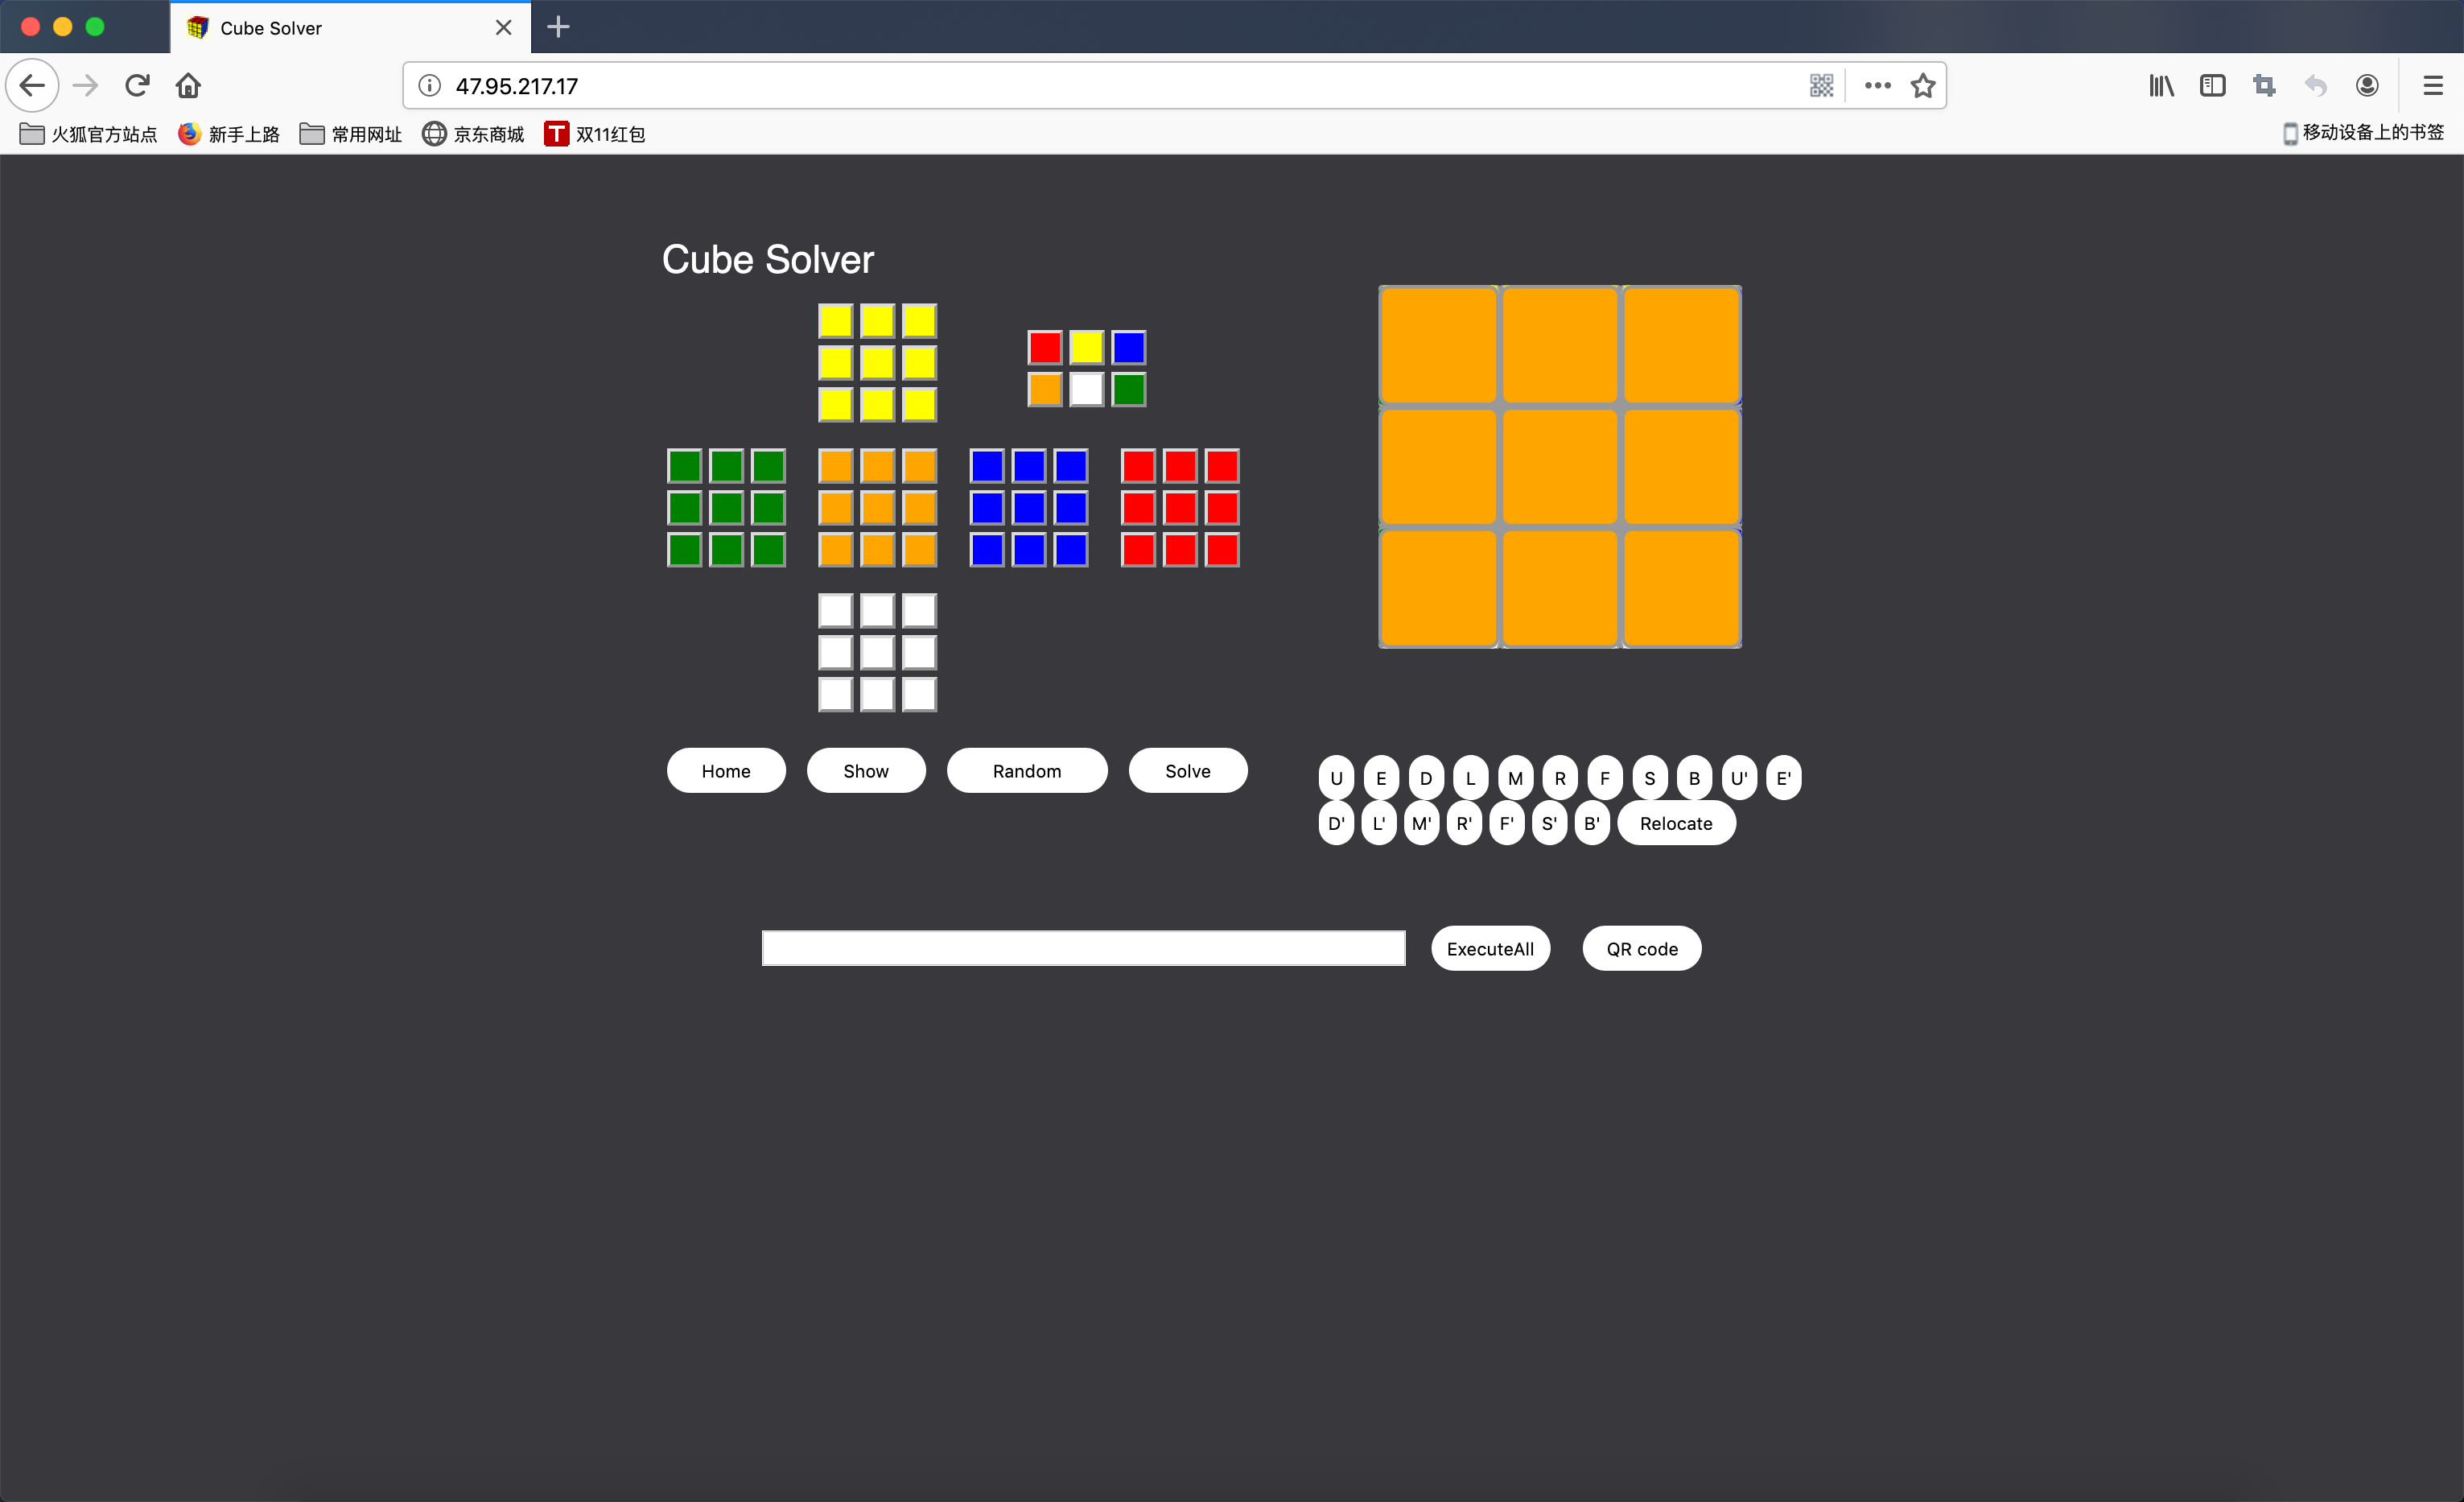 Cube Solver
47.95.217.17
火狐官方站点 新手上路 常用网址 京东商城 T 双11红包 移动设备上的书签
Cube Solver
Home Show Random Solve
U E D L M R F S B U' E'
D' L' M' R' F' S' B' Relocate
ExecuteAll QR code